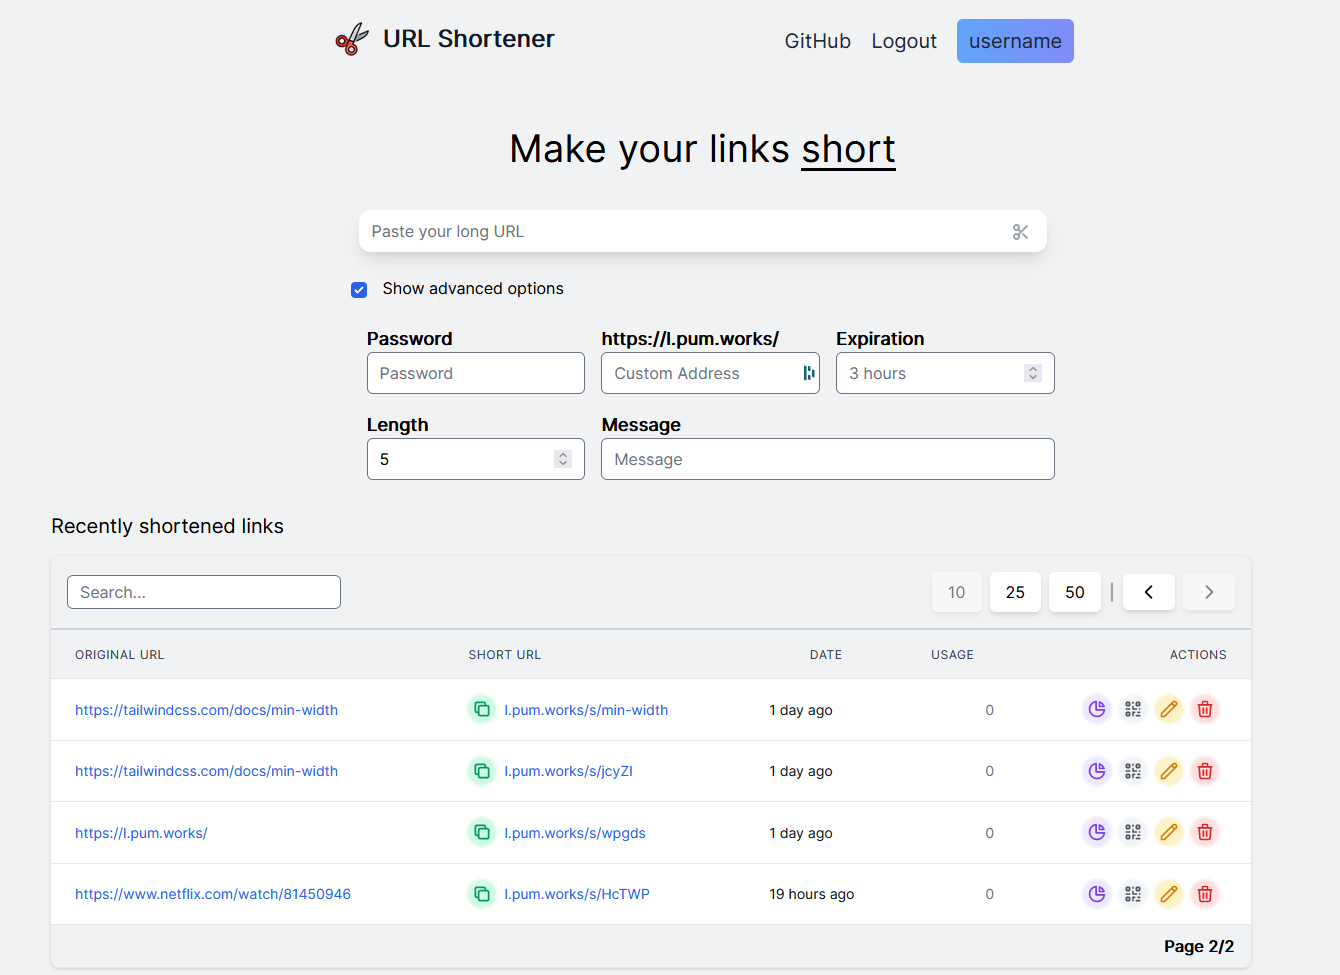 URL Shortener
GitHub Logout username
Make your links short
Paste your long URL
Show advanced options
Password https://l.pum.works/ Expiration
Password Custom Address 3 hours
Length Message
5 Message
Recently shortened links
Search... 10 25 50 |
ORIGINAL URL SHORT URL DATE USAGE ACTIONS
https://tailwindcss.com/docs/min-width l.pum.works/s/min-width 1 day ago 0
https://tailwindcss.com/docs/min-width l.pum.works/s/jcyZI 1 day ago 0
https://l.pum.works/ l.pum.works/s/wpgds 1 day ago 0
https://www.netflix.com/watch/81450946 l.pum.works/s/HcTWP 19 hours ago 0
Page 2/2